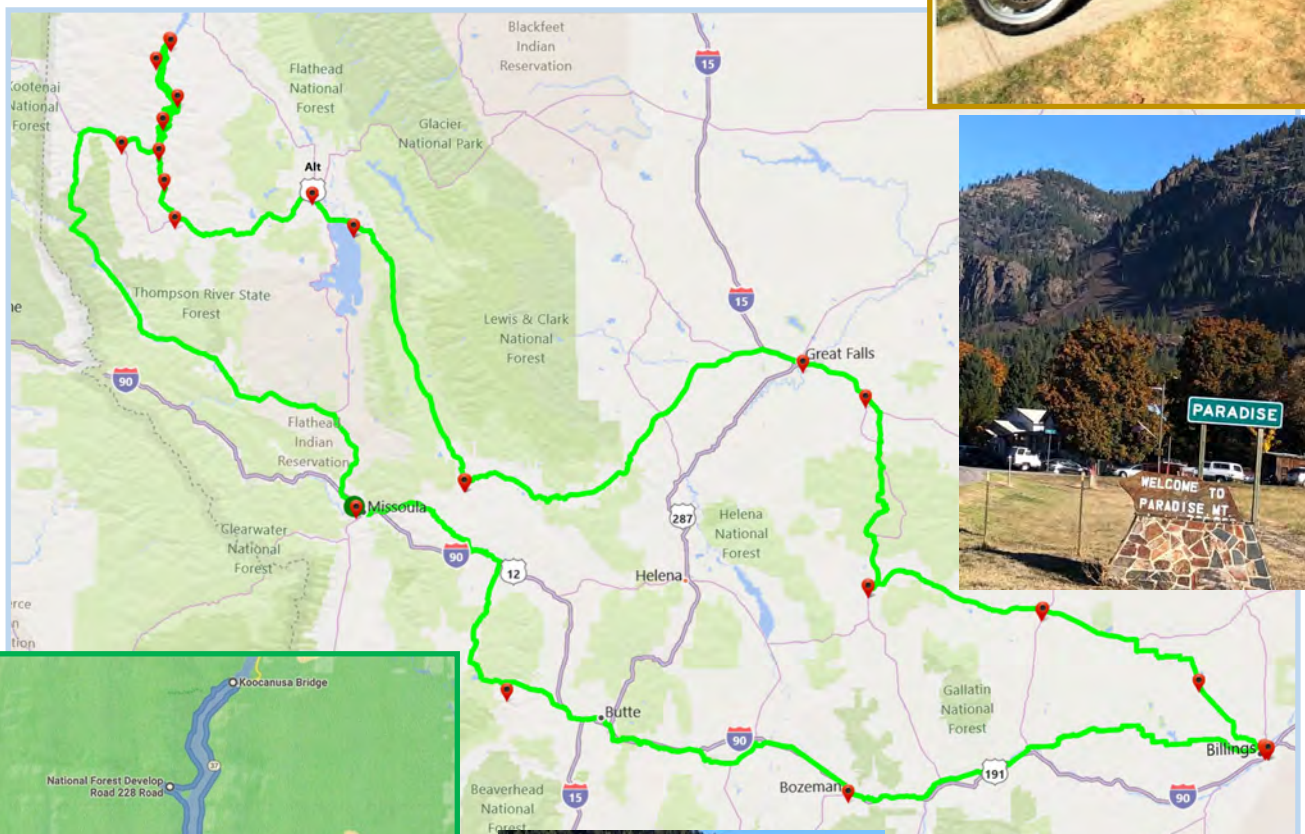 Blackfeet
Indian
Reservation
15
Flathead
National
Forest
Kootenai
National
Forest
Glacier
National Park
Alt
Thompson River State
Forest
15
Lewis & Clark
National
Forest
Great Falls
90
Flathead
Indian
Reservation
Missoula
Clearwater
National
Forest
90
12
287
Helena
National
Forest
Helena
Butte
Gallatin
National
Forest
90
Billings
191
Bozeman
Beaverhead
National
Forest
15
90
PARADISE
WELCOME TO
PARADISE, MT.
Koocanusa Bridge
37
National Forest Develop
Road 228 Road